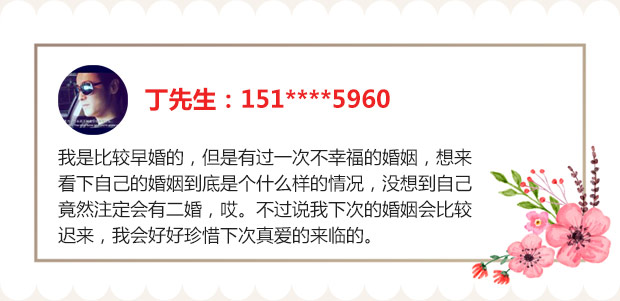 丁先生：151****5960
我是比较早婚的，但是有过一次不幸福的婚姻，想来
看下自己的婚姻到底是个什么样的情况，没想到自己
竟然注定会有二婚，哎。不过说我下次的婚姻会比较
迟来，我会好好珍惜下次真爱的来临的。